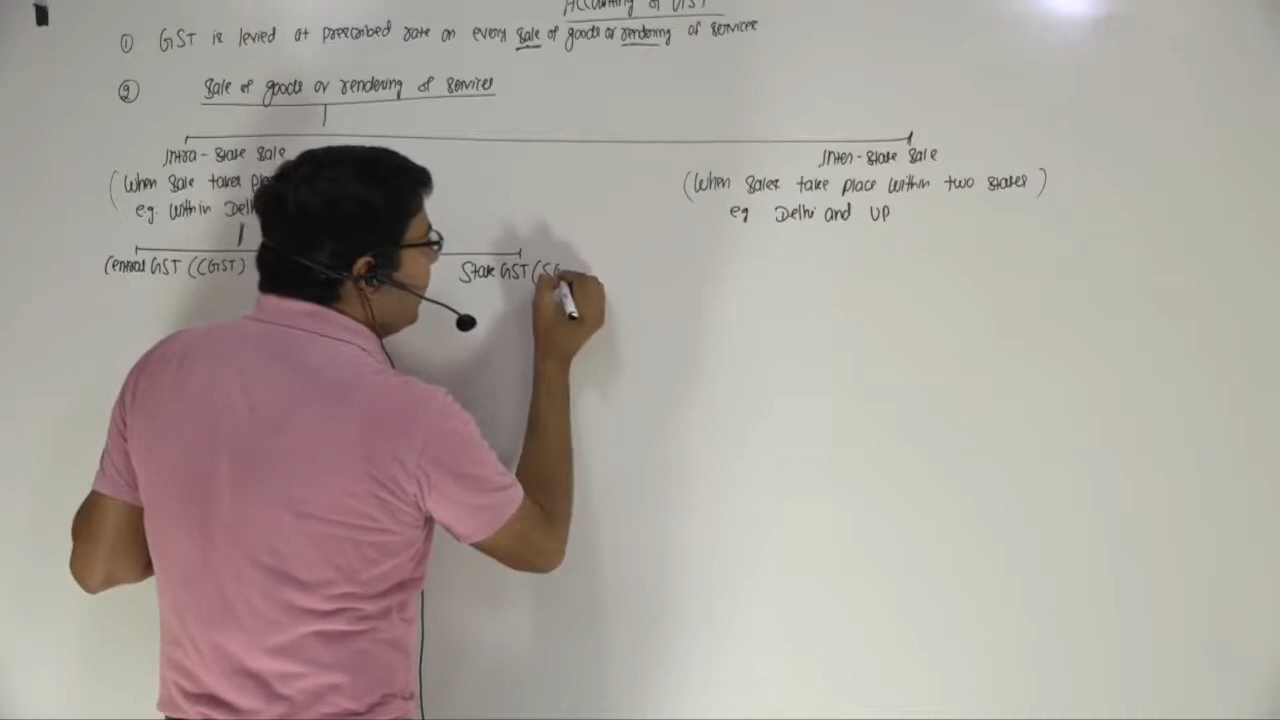 Accounting of GST
① GST is levied at prescribed rate on every sale of goods or rendering of services
② Sale of goods or rendering of services
Intra-State Sale
(When Sale takes
eg. within
Inter-State Sale
(When Sales take place within two states)
eg Delhi and UP
Central GST (CGST)
State GST (SG